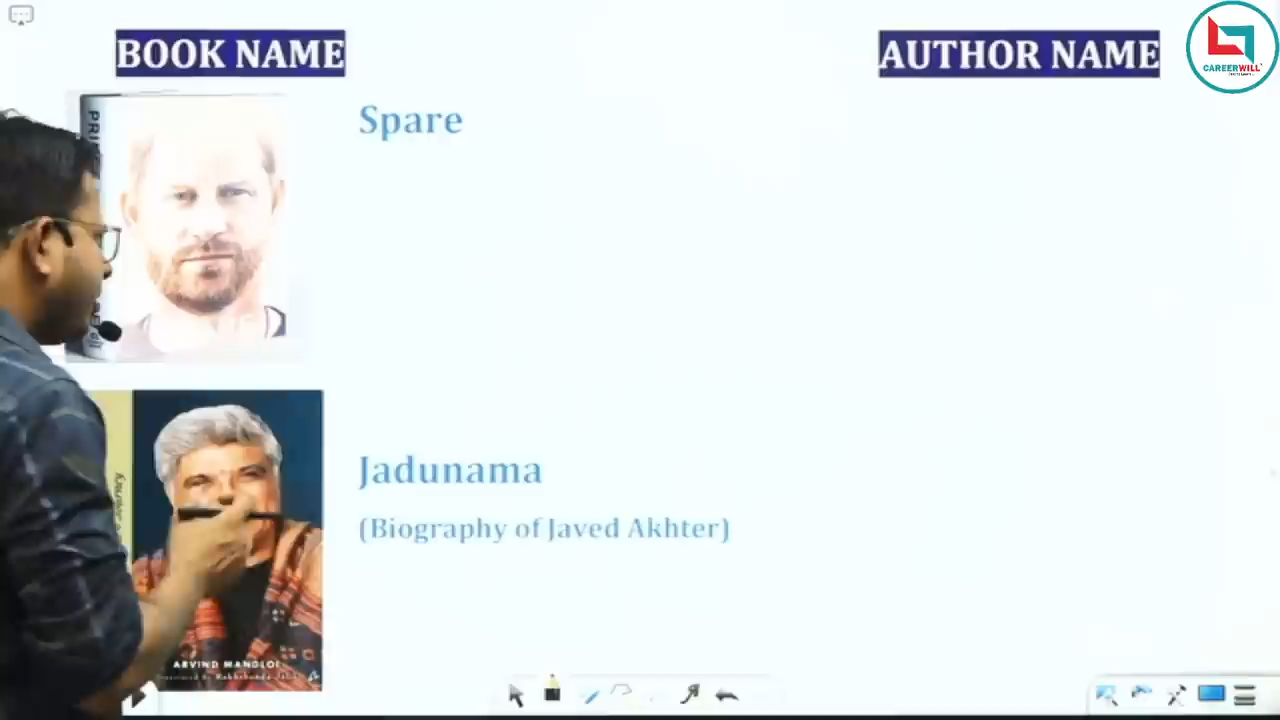 BOOK NAME
AUTHOR NAME
CAREERWILL
Spare
Jadunama
(Biography of Javed Akhter)
ARVIND MANDLOI